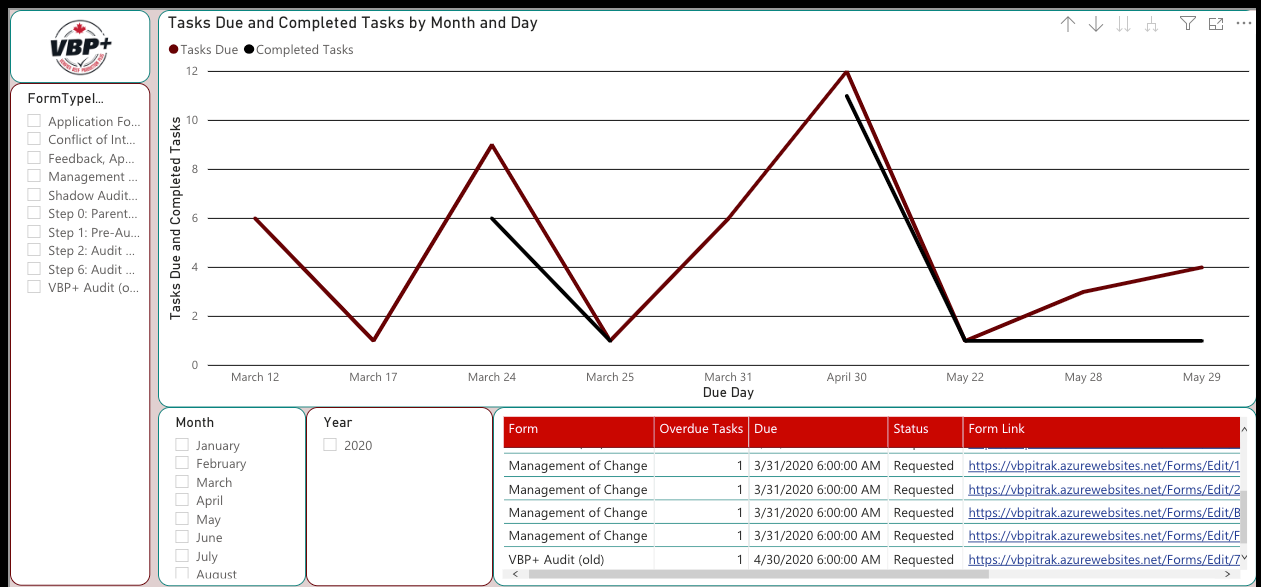 VBP+
FormTypeI...
Application Fo...
Conflict of Int...
Feedback, Ap...
Management ...
Shadow Audit...
Step 0: Parent...
Step 1: Pre-Au...
Step 2: Audit ...
Step 6: Audit ...
VBP+ Audit (o...
Tasks Due and Completed Tasks by Month and Day
Tasks Due Completed Tasks
Tasks Due and Completed Tasks
12
10
8
6
4
2
0
March 12 March 17 March 24 March 25 March 31 April 30 May 22 May 28 May 29
Due Day
Month
January
February
March
April
May
June
July
August
Year
2020
Form Overdue Tasks Due Status Form Link
Management of Change 1 3/31/2020 6:00:00 AM Requested https://vbpitrak.azurewebsites.net/Forms/Edit/1
Management of Change 1 3/31/2020 6:00:00 AM Requested https://vbpitrak.azurewebsites.net/Forms/Edit/2
Management of Change 1 3/31/2020 6:00:00 AM Requested https://vbpitrak.azurewebsites.net/Forms/Edit/
Management of Change 1 3/31/2020 6:00:00 AM Requested https://vbpitrak.azurewebsites.net/Forms/Edit/
VBP+ Audit (old) 1 4/30/2020 6:00:00 AM Requested https://vbpitrak.azurewebsites.net/Forms/Edit/7